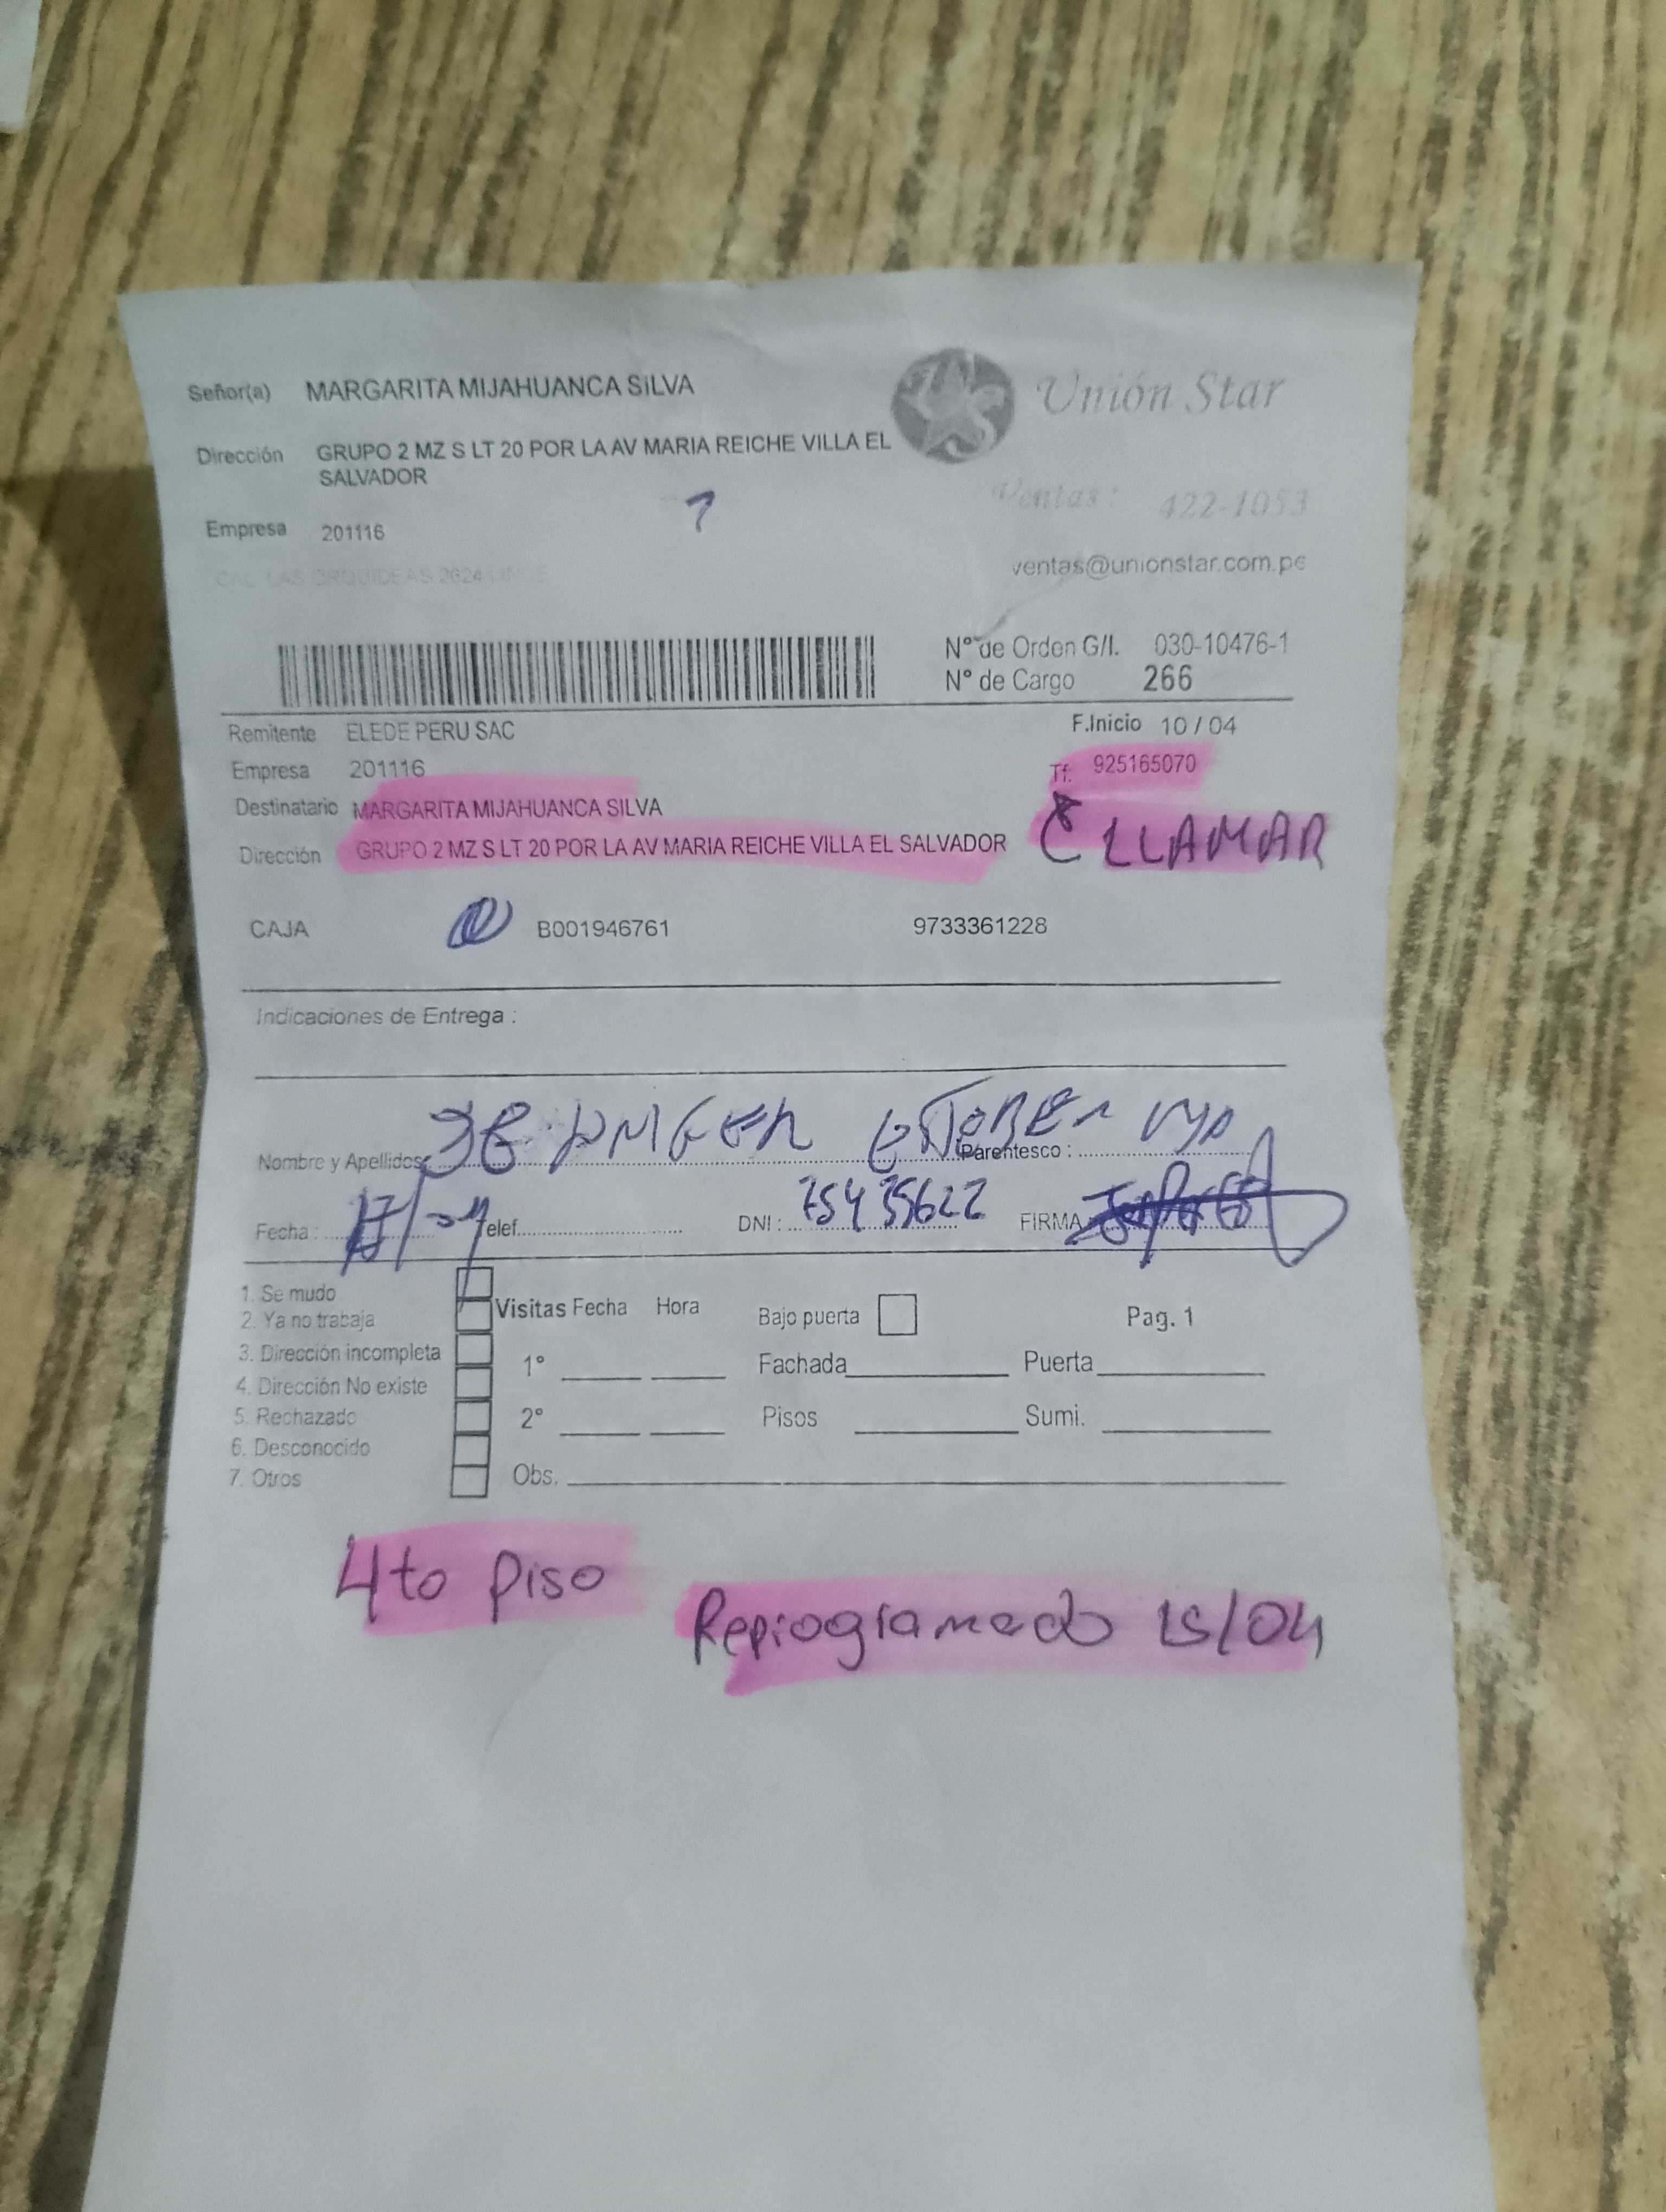 Señor(a) MARGARITA MIJAHUANCA SILVA
Unión Star
Dirección GRUPO 2 MZ S LT 20 POR LA AV MARIA REICHE VILLA EL
SALVADOR
Ventas: 422-1053
Empresa 201116
ventas@unionstar.com.pe
CAL LAS ORQUIDEAS 2624
N° de Orden G/I. 030-10476-1
N° de Cargo 266
Remitente ELEDE PERU SAC F.Inicio 10 / 04
Empresa 201116 Tf. 925165070
Destinatario MARGARITA MIJAHUANCA SILVA
Dirección GRUPO 2 MZ S LT 20 POR LA AV MARIA REICHE VILLA EL SALVADOR LLAMAR
CAJA B001946761 9733361228
Indicaciones de Entrega :
Nombre y Apellidos: Parentesco :
Fecha : Telef. DNI : FIRMA
1. Se mudo
2. Ya no trabaja Visitas Fecha Hora Bajo puerta Pag. 1
3. Dirección incompleta 1° Fachada Puerta
4. Dirección No existe
5. Rechazado 2° Pisos Sumi.
6. Desconocido
7. Otros Obs.
4to piso
Reprogramado 15/04